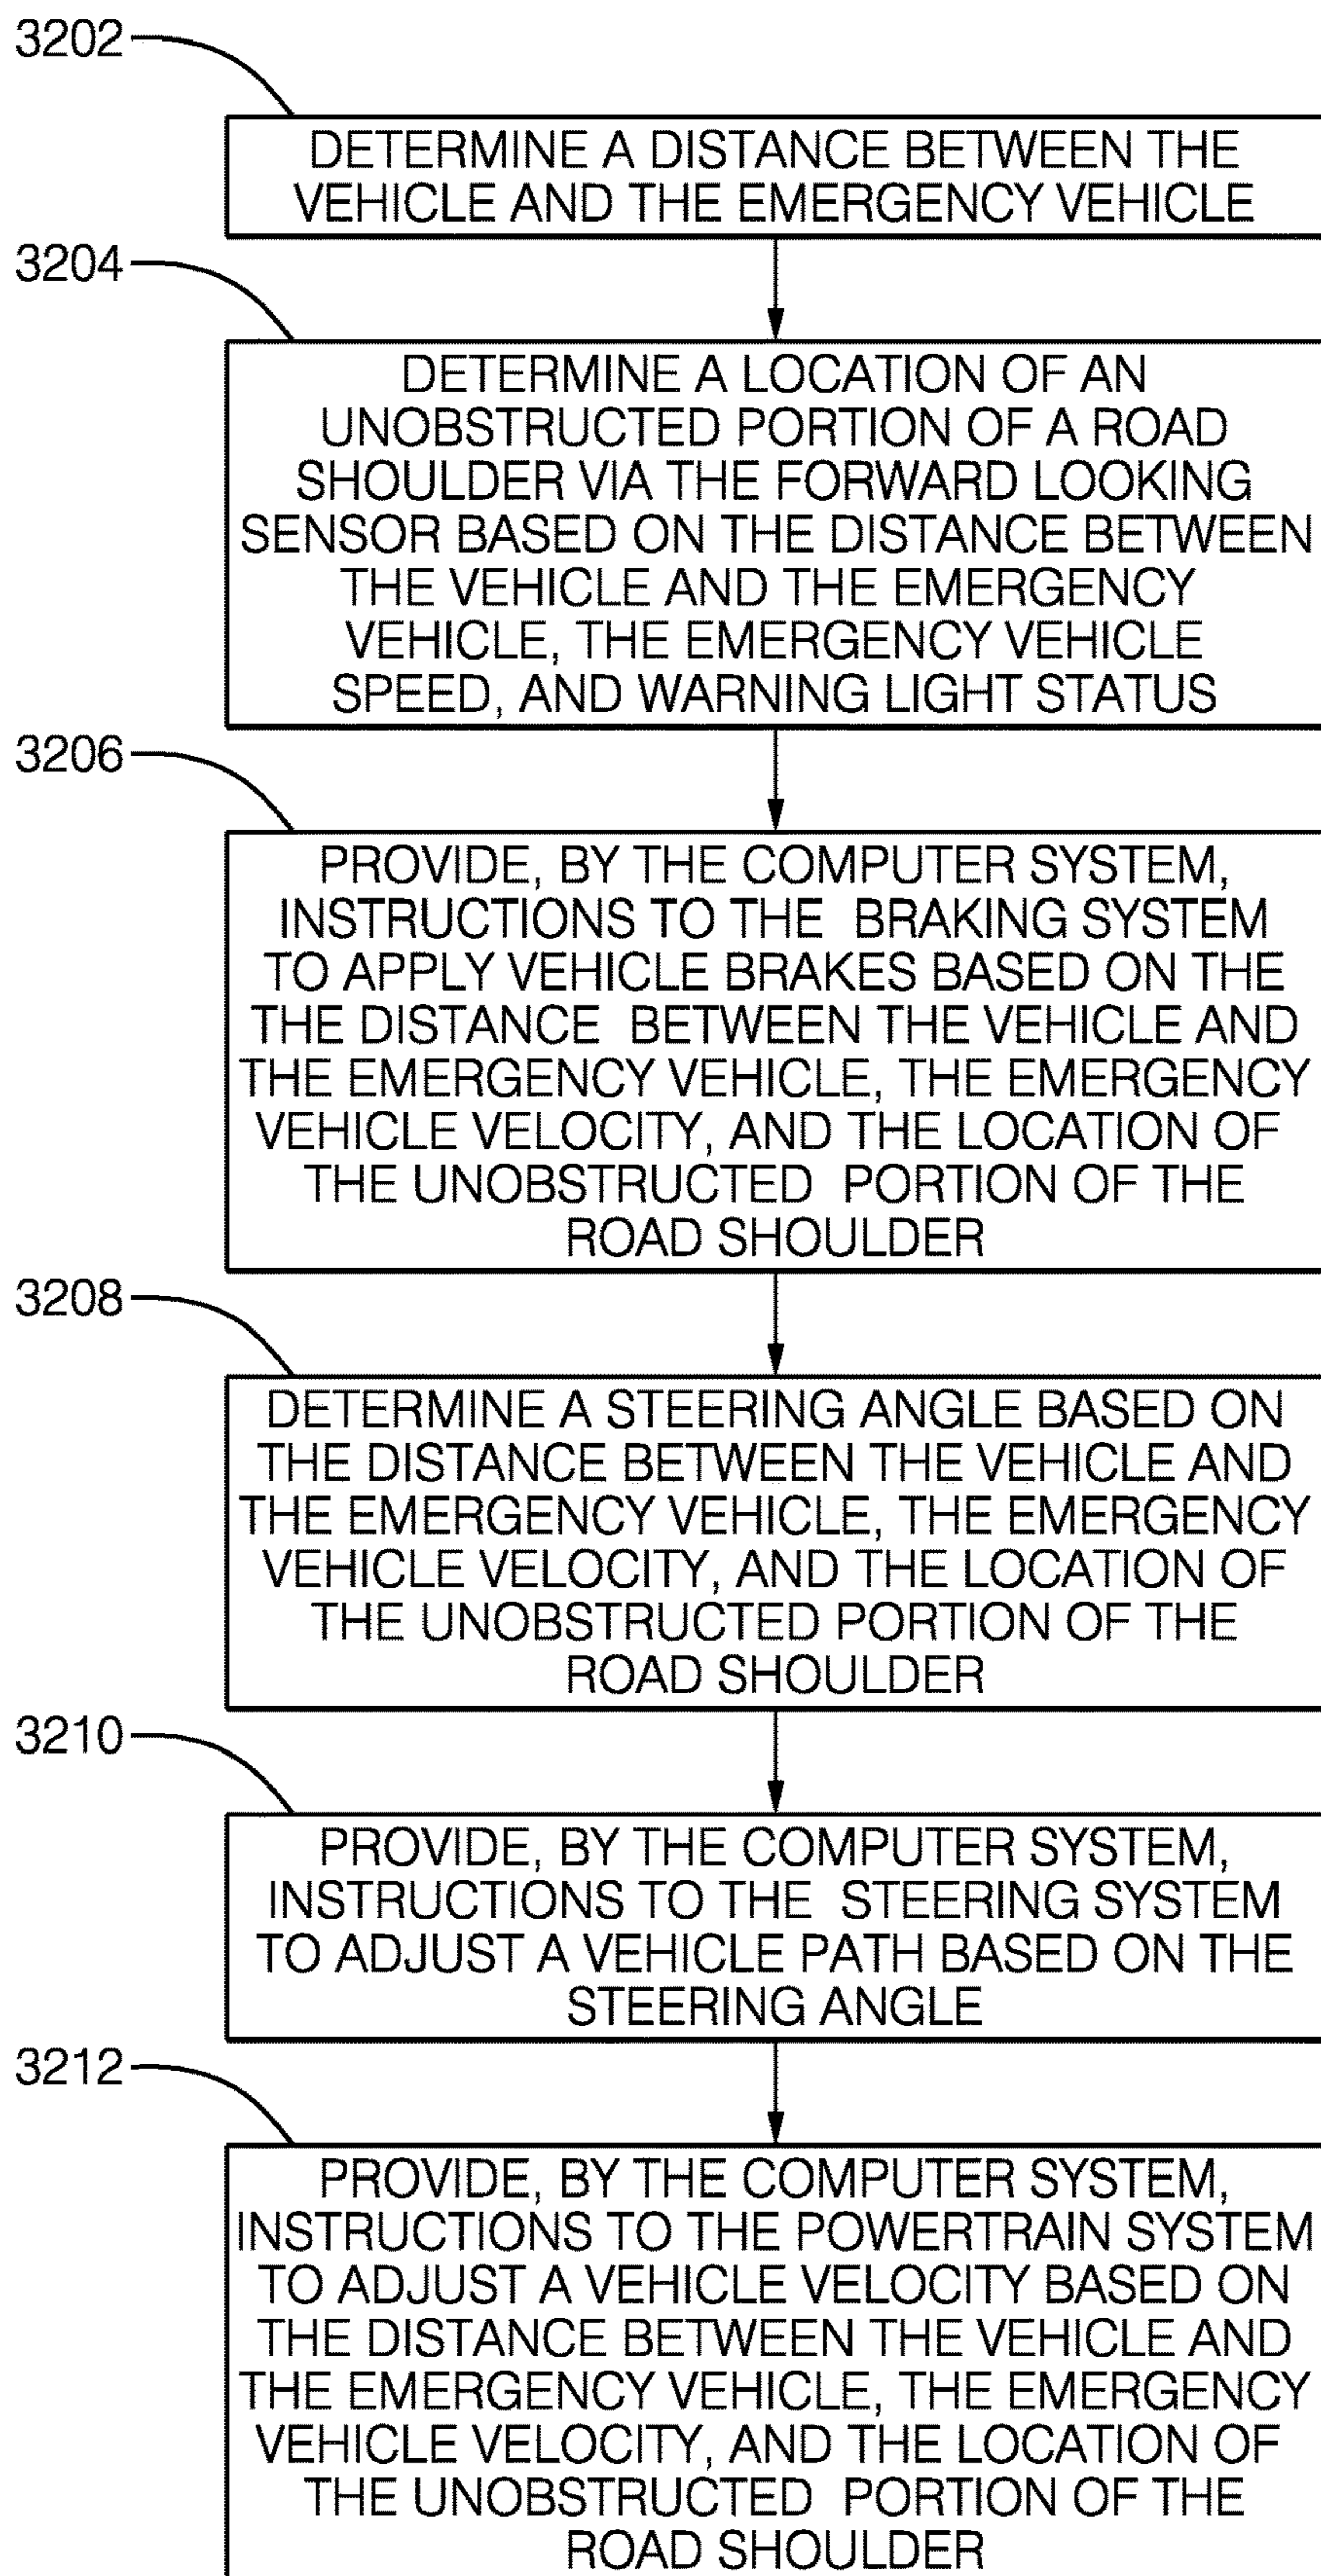 3202
DETERMINE A DISTANCE BETWEEN THE
VEHICLE AND THE EMERGENCY VEHICLE
3204
DETERMINE A LOCATION OF AN
UNOBSTRUCTED PORTION OF A ROAD
SHOULDER VIA THE FORWARD LOOKING
SENSOR BASED ON THE DISTANCE BETWEEN
THE VEHICLE AND THE EMERGENCY
VEHICLE, THE EMERGENCY VEHICLE
SPEED, AND WARNING LIGHT STATUS
3206
PROVIDE, BY THE COMPUTER SYSTEM,
INSTRUCTIONS TO THE BRAKING SYSTEM
TO APPLY VEHICLE BRAKES BASED ON THE
THE DISTANCE BETWEEN THE VEHICLE AND
THE EMERGENCY VEHICLE, THE EMERGENCY
VEHICLE VELOCITY, AND THE LOCATION OF
THE UNOBSTRUCTED PORTION OF THE
ROAD SHOULDER
3208
DETERMINE A STEERING ANGLE BASED ON
THE DISTANCE BETWEEN THE VEHICLE AND
THE EMERGENCY VEHICLE, THE EMERGENCY
VEHICLE VELOCITY, AND THE LOCATION OF
THE UNOBSTRUCTED PORTION OF THE
ROAD SHOULDER
3210
PROVIDE, BY THE COMPUTER SYSTEM,
INSTRUCTIONS TO THE STEERING SYSTEM
TO ADJUST A VEHICLE PATH BASED ON THE
STEERING ANGLE
3212
PROVIDE, BY THE COMPUTER SYSTEM,
INSTRUCTIONS TO THE POWERTRAIN SYSTEM
TO ADJUST A VEHICLE VELOCITY BASED ON
THE DISTANCE BETWEEN THE VEHICLE AND
THE EMERGENCY VEHICLE, THE EMERGENCY
VEHICLE VELOCITY, AND THE LOCATION OF
THE UNOBSTRUCTED PORTION OF THE
ROAD SHOULDER